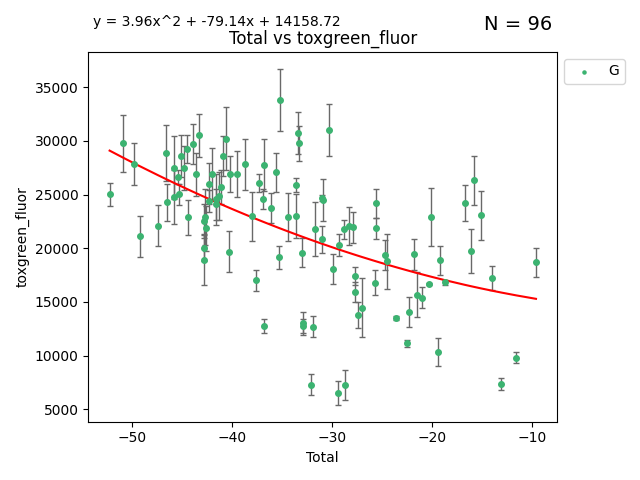 y = 3.96x^2 + -79.14x + 14158.72
N = 96
Total vs toxgreen_fluor
G
toxgreen_fluor
35000
30000
25000
20000
15000
10000
5000
−50
−40
−30
−20
−10
Total